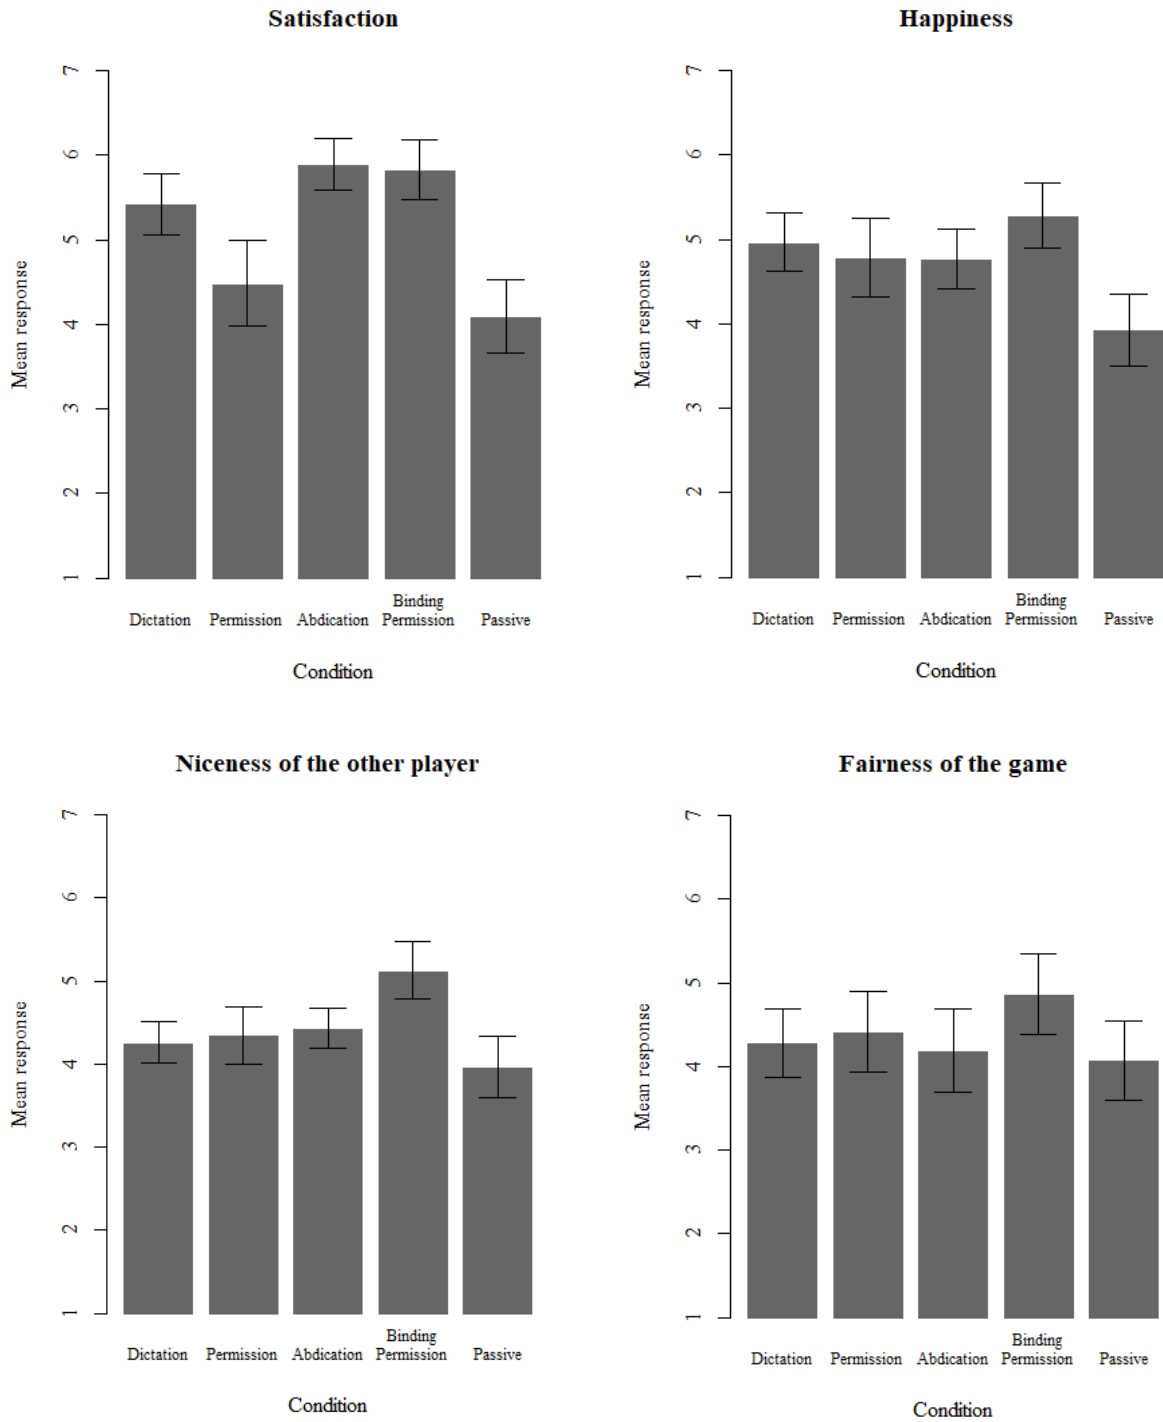 Satisfaction
7
6
5
4
3
2
1
Mean response
Dictation Permission Abdication Binding Permission Passive
Condition
Happiness
7
6
5
4
3
2
1
Mean response
Dictation Permission Abdication Binding Permission Passive
Condition
Niceness of the other player
7
6
5
4
3
2
1
Mean response
Dictation Permission Abdication Binding Permission Passive
Condition
Fairness of the game
7
6
5
4
3
2
1
Mean response
Dictation Permission Abdication Binding Permission Passive
Condition